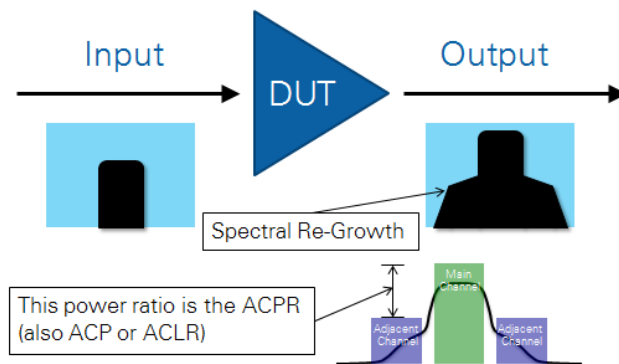 Input
Output
DUT
Spectral Re-Growth
This power ratio is the ACPR
(also ACP or ACLR)
Main
Channel
Adjacent
Channel
Adjacent
Channel